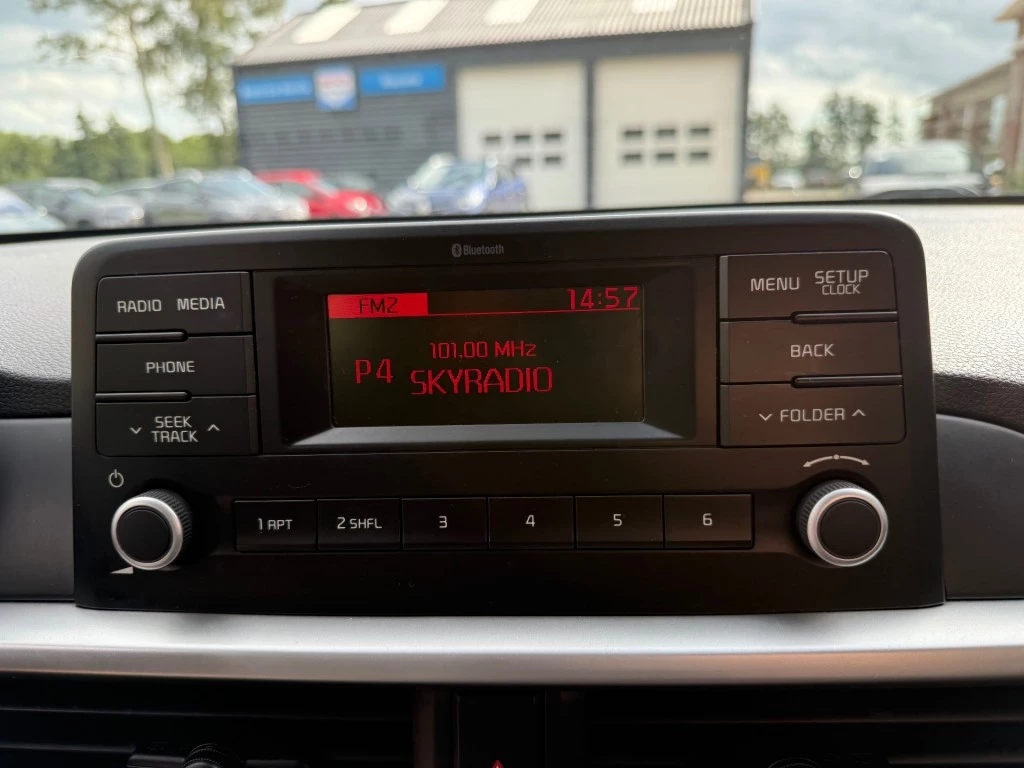 Bluetooth
RADIO MEDIA
PHONE
SEEK
TRACK
FM2 14:57
101,00 MHz
P4 SKYRADIO
MENU SETUP
CLOCK
BACK
FOLDER
1 RPT 2 SHFL 3 4 5 6